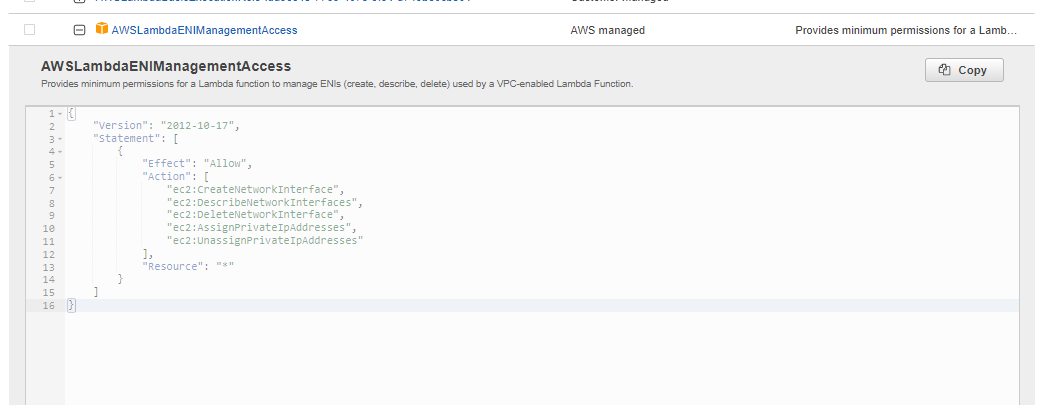 AWSLambdaENIManagementAccess AWS managed Provides minimum permissions for a Lamb...
AWSLambdaENIManagementAccess
Copy
Provides minimum permissions for a Lambda function to manage ENIs (create, describe, delete) used by a VPC-enabled Lambda Function.
1 {
2 "Version": "2012-10-17",
3 "Statement": [
4 {
5 "Effect": "Allow",
6 "Action": [
7 "ec2:CreateNetworkInterface",
8 "ec2:DescribeNetworkInterfaces",
9 "ec2:DeleteNetworkInterface",
10 "ec2:AssignPrivateIpAddresses",
11 "ec2:UnassignPrivateIpAddresses"
12 ],
13 "Resource": "*"
14 }
15 ]
16 }